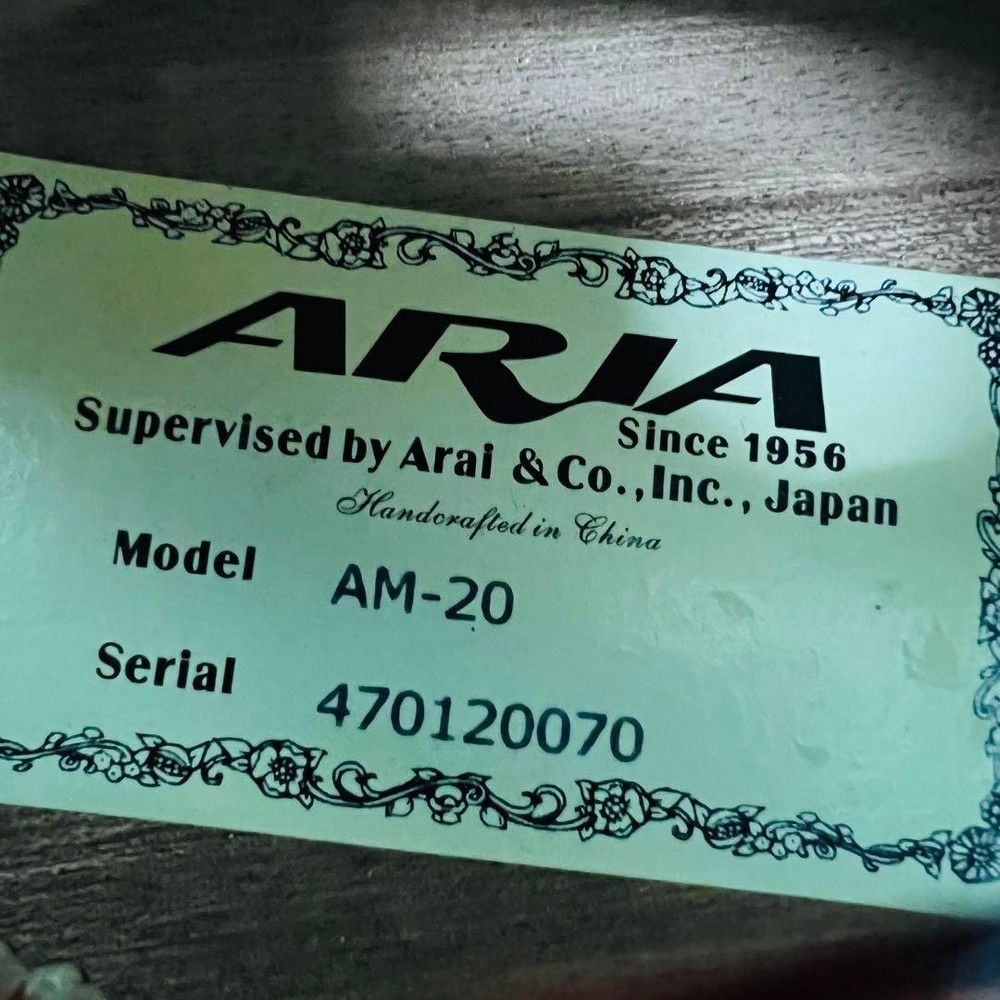 ARIA
Since 1956
Supervised by Arai & Co., Inc., Japan
Handcrafted in China
Model AM-20
Serial 470120070